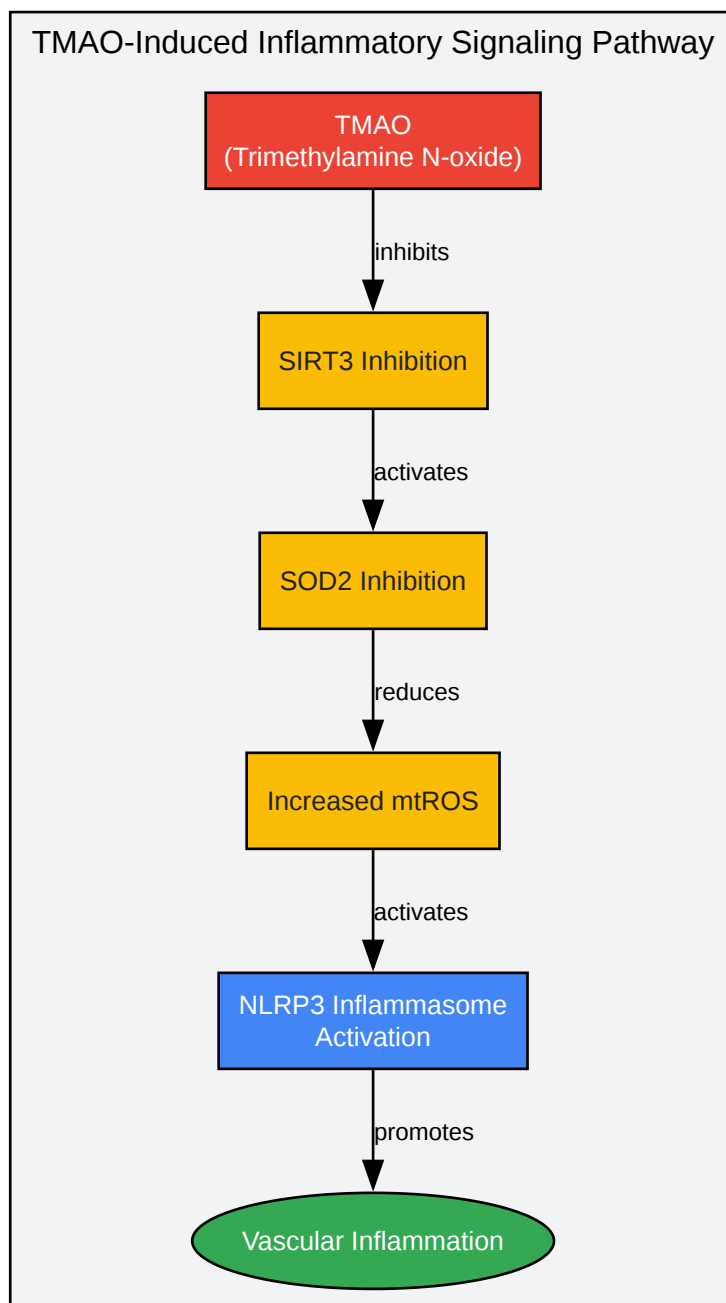 TMAO-Induced Inflammatory Signaling Pathway
TMAO
(Trimethylamine N-oxide)
inhibits
SIRT3 Inhibition
activates
SOD2 Inhibition
reduces
Increased mtROS
activates
NLRP3 Inflammasome
Activation
promotes
Vascular Inflammation